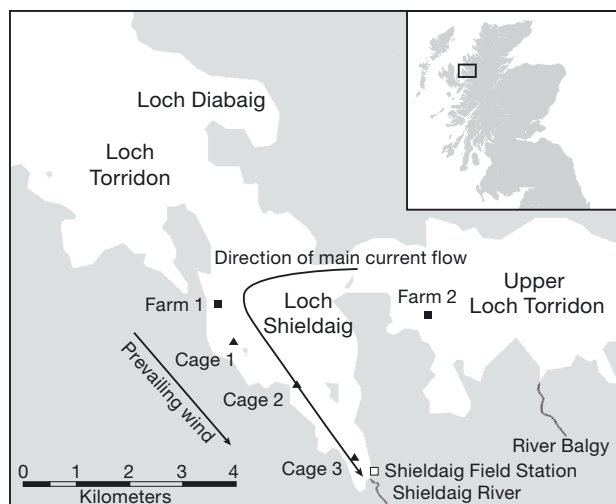 Loch Diabaig
Loch
Torridon
Direction of main current flow
Upper
Loch Torridon
Farm 1
Loch
Shieldaig
Farm 2
Cage 1
Prevailing wind
Cage 2
River Balgy
Cage 3
Shieldaig Field Station
Shieldaig River
0 1 2 3 4
Kilometers